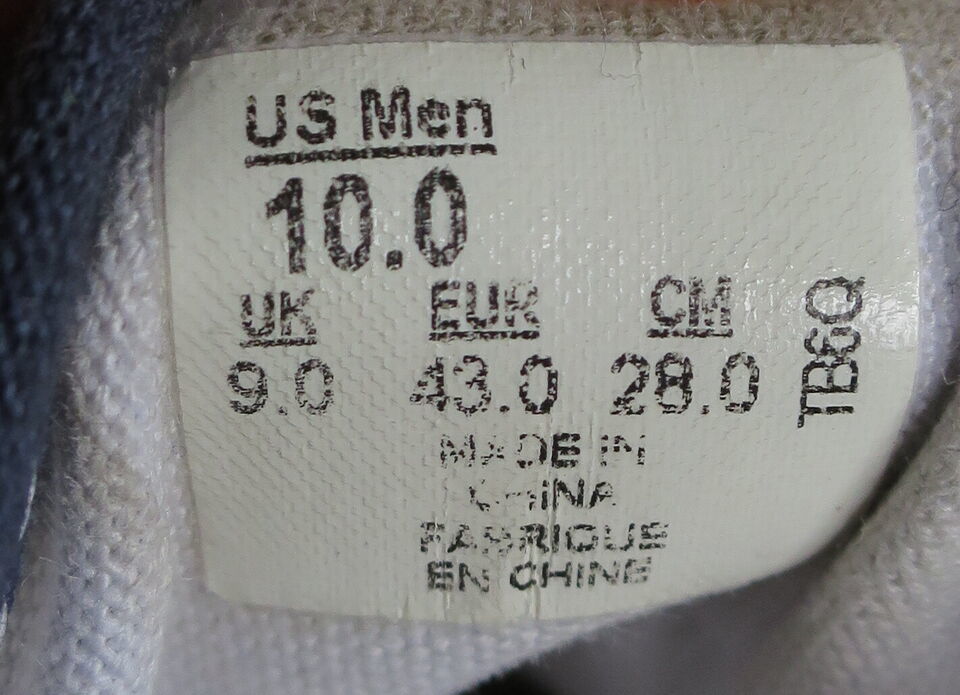 US Men
10.0
UK EUR CM
9.0 43.0 28.0
TB6Q
MADE IN
CHINA
FABRIQUE
EN CHINE